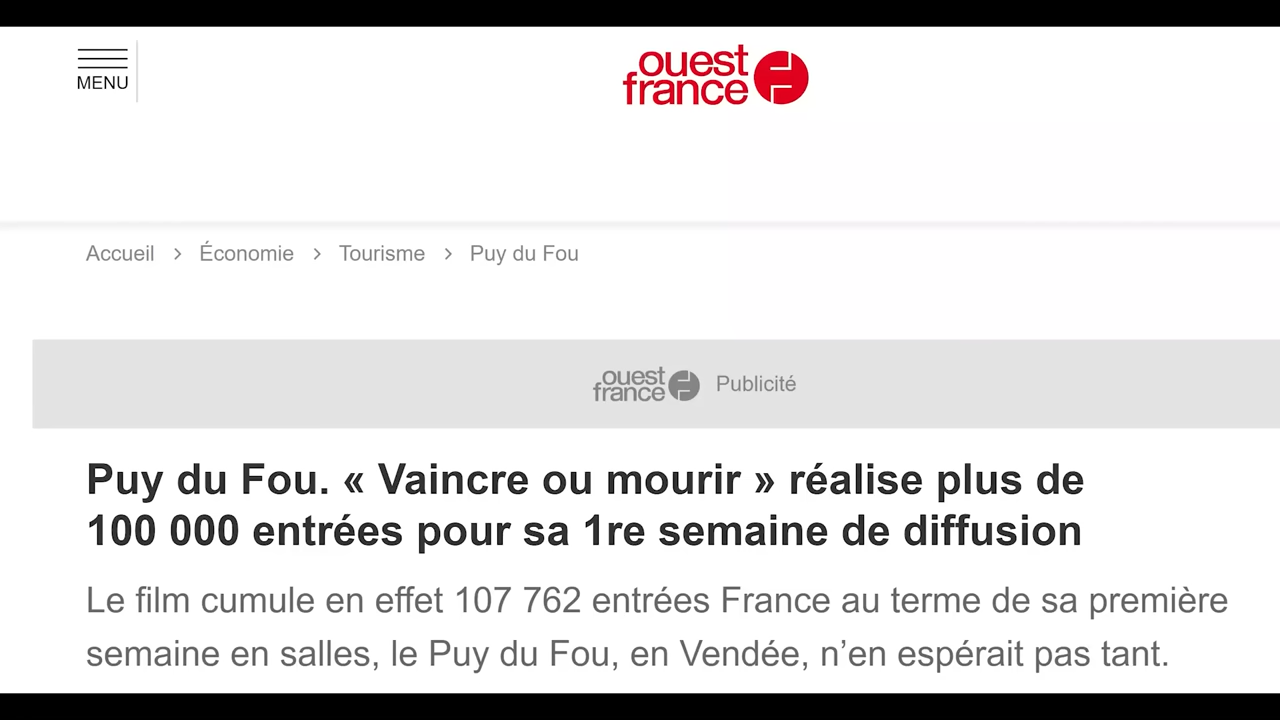 MENU
ouest
france
Accueil > Économie > Tourisme > Puy du Fou
ouest
france
Publicité
Puy du Fou. « Vaincre ou mourir » réalise plus de
100 000 entrées pour sa 1re semaine de diffusion
Le film cumule en effet 107 762 entrées France au terme de sa première
semaine en salles, le Puy du Fou, en Vendée, n’en espérait pas tant.